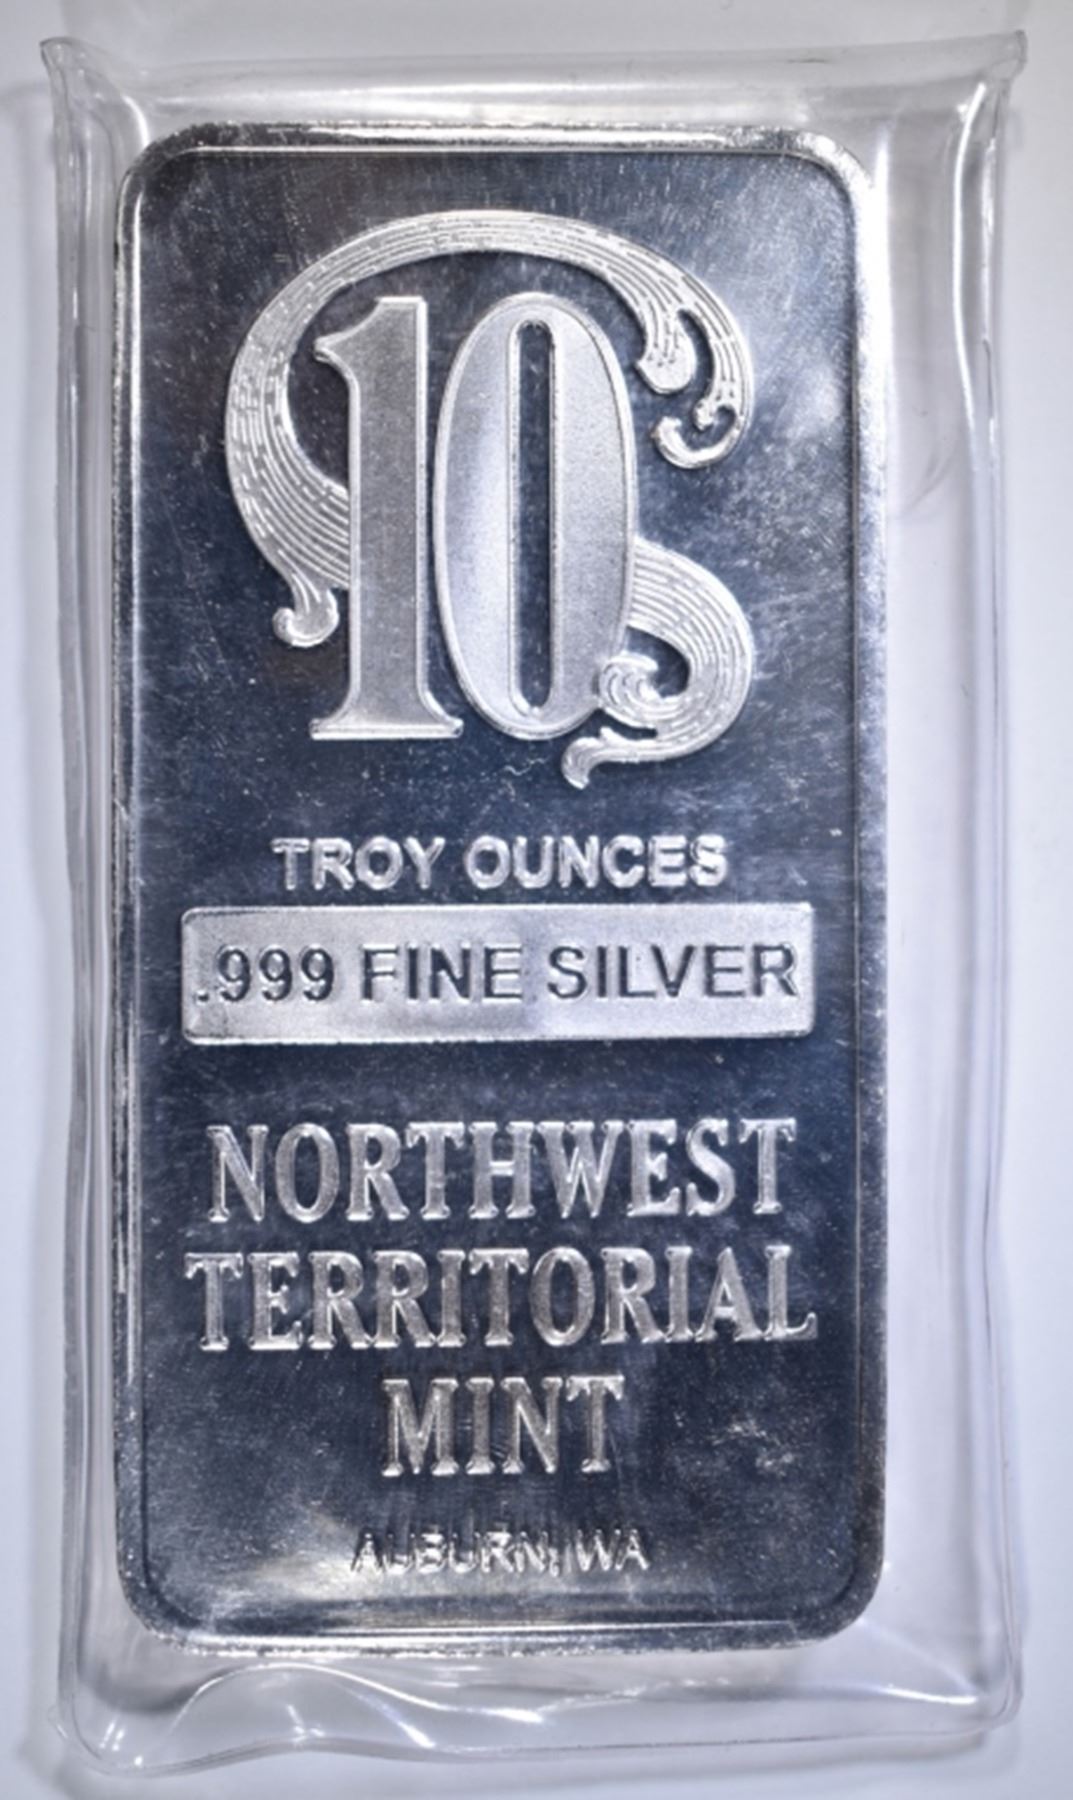 10
TROY OUNCES
.999 FINE SILVER
NORTHWEST
TERRITORIAL
MINT
AUBURN, WA